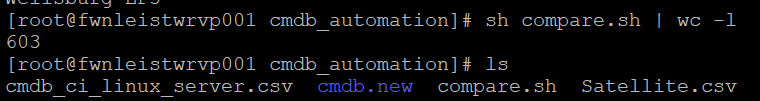 [root@fwnleistwrvp001 cmdb_automation]# sh compare.sh | wc -l
603
[root@fwnleistwrvp001 cmdb_automation]# ls
cmdb_ci_linux_server.csv cmdb.new compare.sh Satellite.csv